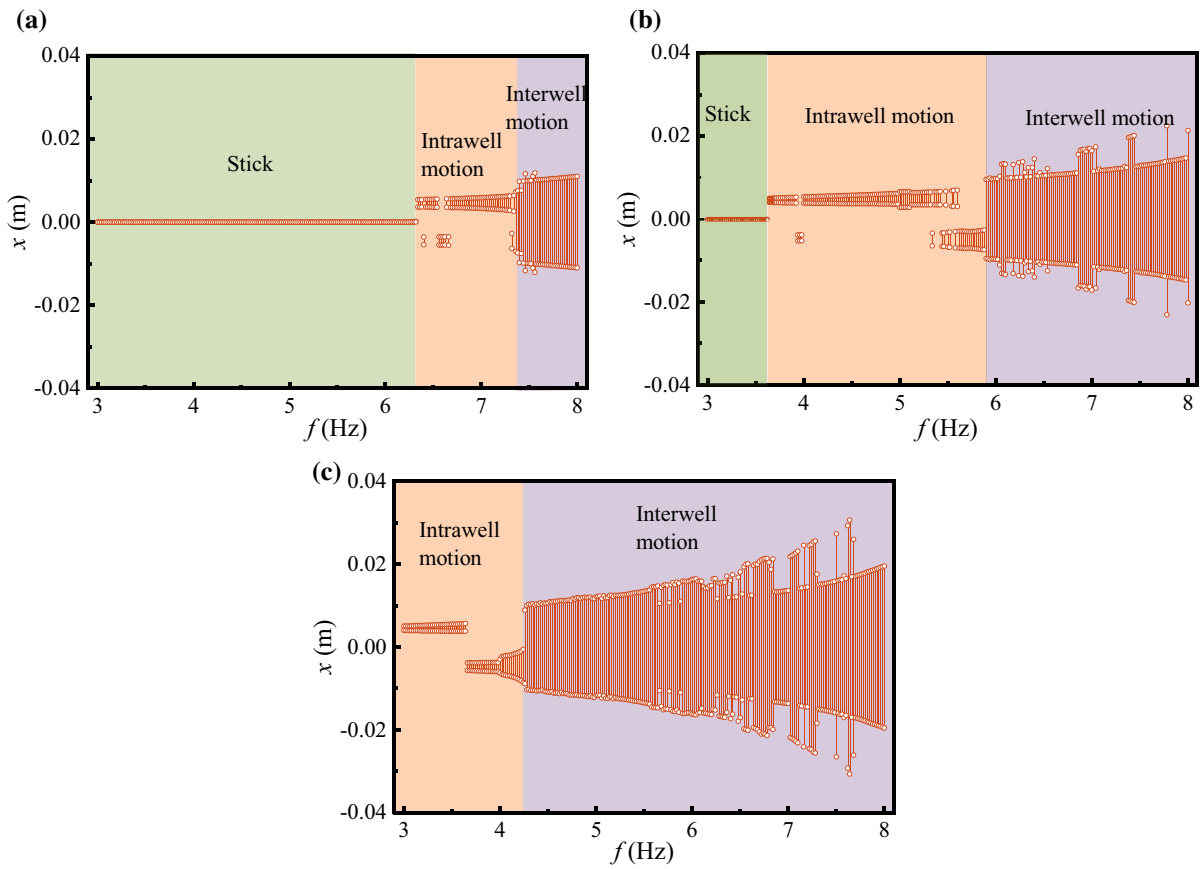 (a)
0.04
0.02
0.00
-0.02
-0.04
x (m)
Stick
Intrawell
motion
Interwell
motion
3
4
5
6
7
8
f (Hz)
(b)
0.04
0.02
0.00
-0.02
-0.04
x (m)
Stick
Intrawell motion
Interwell motion
3
4
5
6
7
8
f (Hz)
(c)
0.04
0.02
0.00
-0.02
-0.04
x (m)
Intrawell
motion
Interwell
motion
3
4
5
6
7
8
f (Hz)